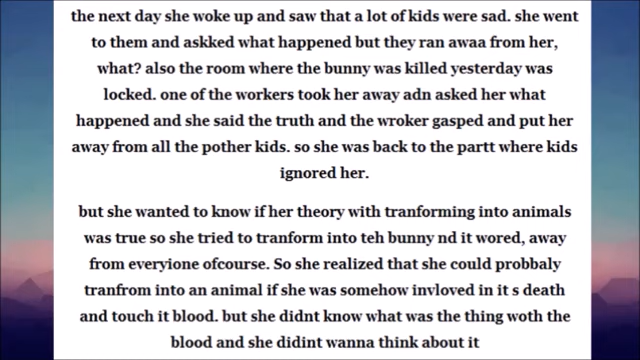 the next day she woke up and saw that a lot of kids were sad. she went
to them and askked what happened but they ran awaa from her,
what? also the room where the bunny was killed yesterday was
locked. one of the workers took her away adn asked her what
happened and she said the truth and the wroker gasped and put her
away from all the pother kids. so she was back to the partt where kids
ignored her.
but she wanted to know if her theory with tranforming into animals
was true so she tried to tranform into teh bunny nd it wored, away
from everyione ofcourse. So she realized that she could probbaly
tranfrom into an animal if she was somehow invloved in it s death
and touch it blood. but she didnt know what was the thing woth the
blood and she didint wanna think about it